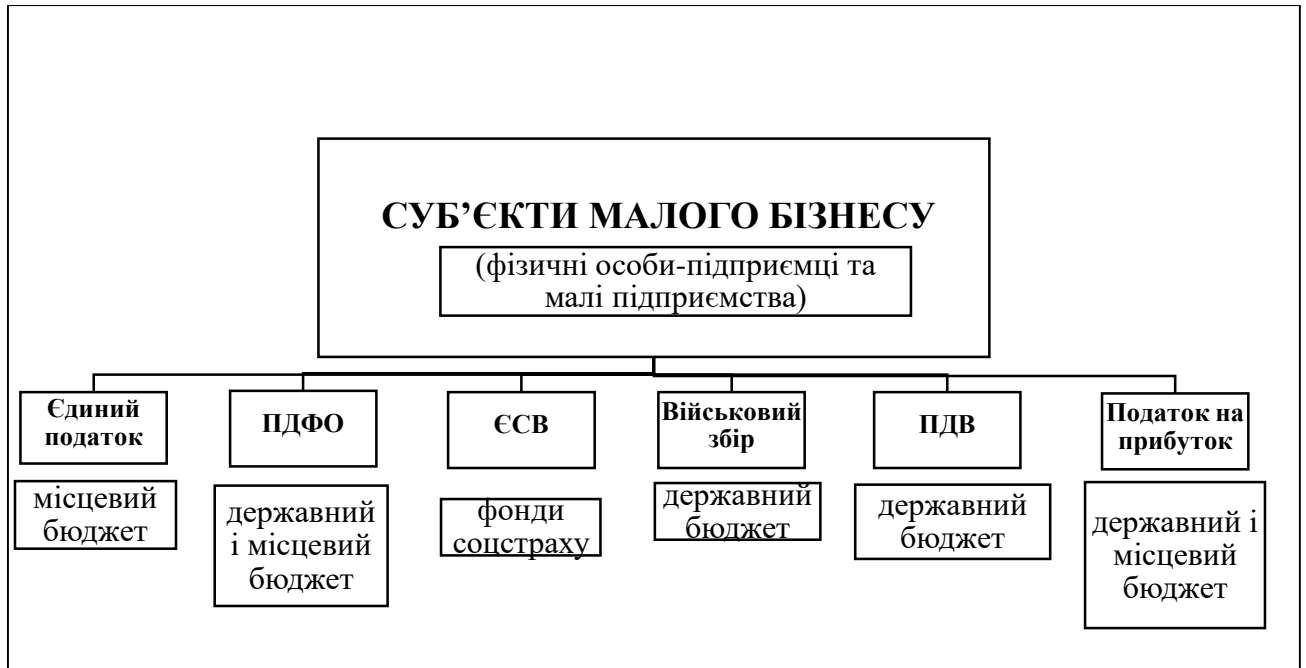 СУБ’ЄКТИ МАЛОГО БІЗНЕСУ
(фізичні особи-підприємці та
малі підприємства)
Єдиний
податок
ПДФО
ЄСВ
Військовий
збір
ПДВ
Податок на
прибуток
місцевий
бюджет
державний
і місцевий
бюджет
фонди
соцстраху
державний
бюджет
державний
бюджет
державний і
місцевий
бюджет